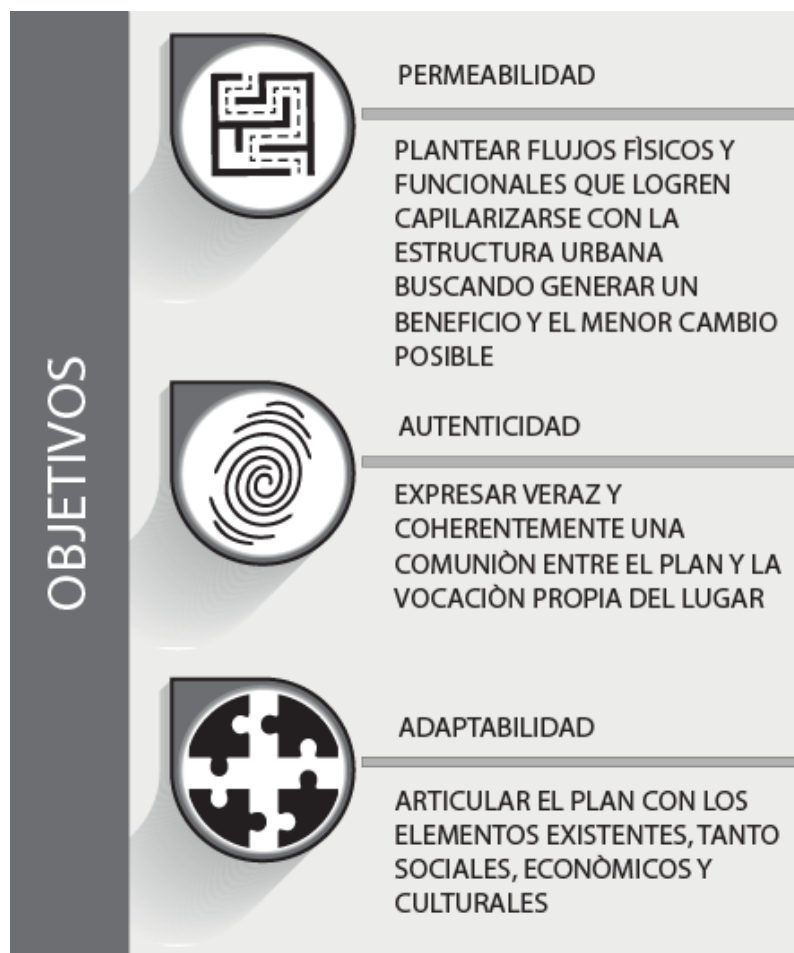 OBJETIVOS
PERMEABILIDAD
PLANTEAR FLUJOS FÌSICOS Y
FUNCIONALES QUE LOGREN
CAPILARIZARSE CON LA
ESTRUCTURA URBANA
BUSCANDO GENERAR UN
BENEFICIO Y EL MENOR CAMBIO
POSIBLE
AUTENTICIDAD
EXPRESAR VERAZ Y
COHERENTEMENTE UNA
COMUNIÒN ENTRE EL PLAN Y LA
VOCACIÒN PROPIA DEL LUGAR
ADAPTABILIDAD
ARTICULAR EL PLAN CON LOS
ELEMENTOS EXISTENTES, TANTO
SOCIALES, ECONÒMICOS Y
CULTURALES